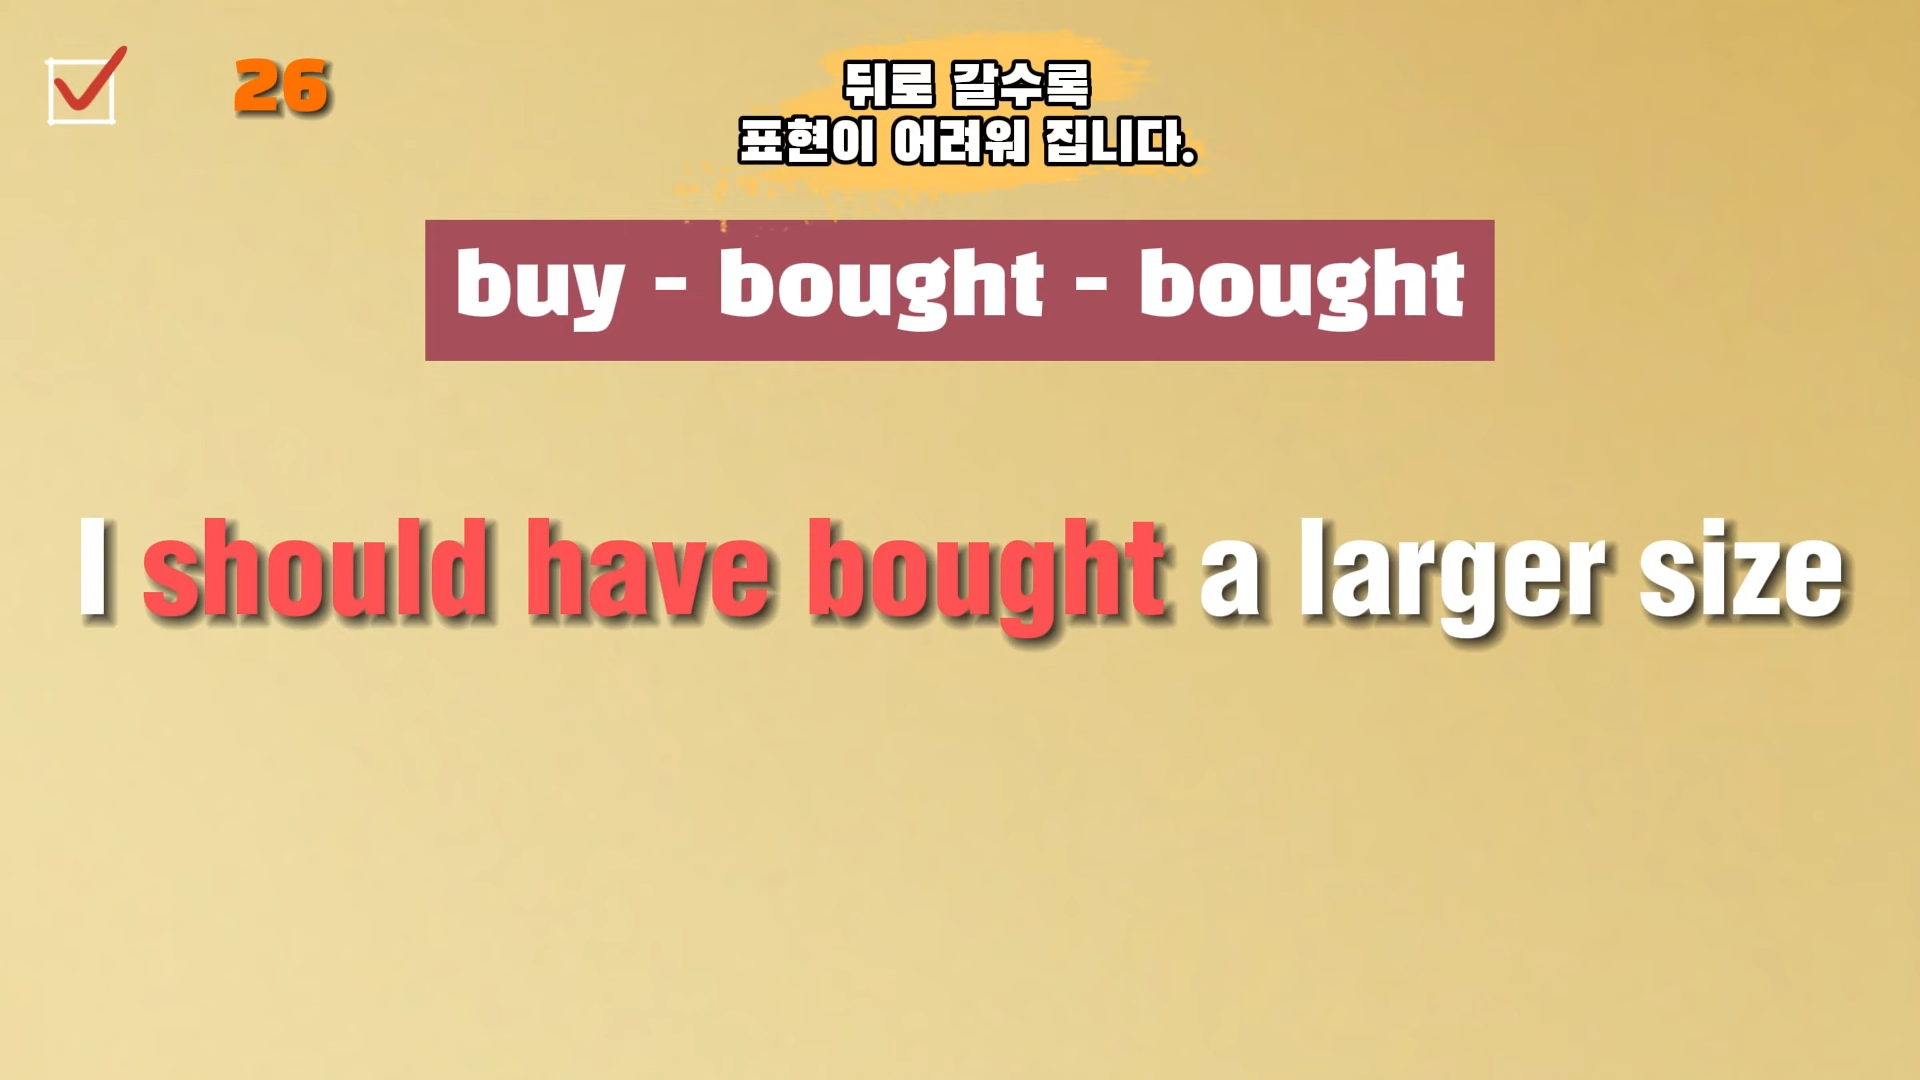 26
뒤로 갈수록
표현이 어려워 집니다.
buy - bought - bought
I should have bought a larger size